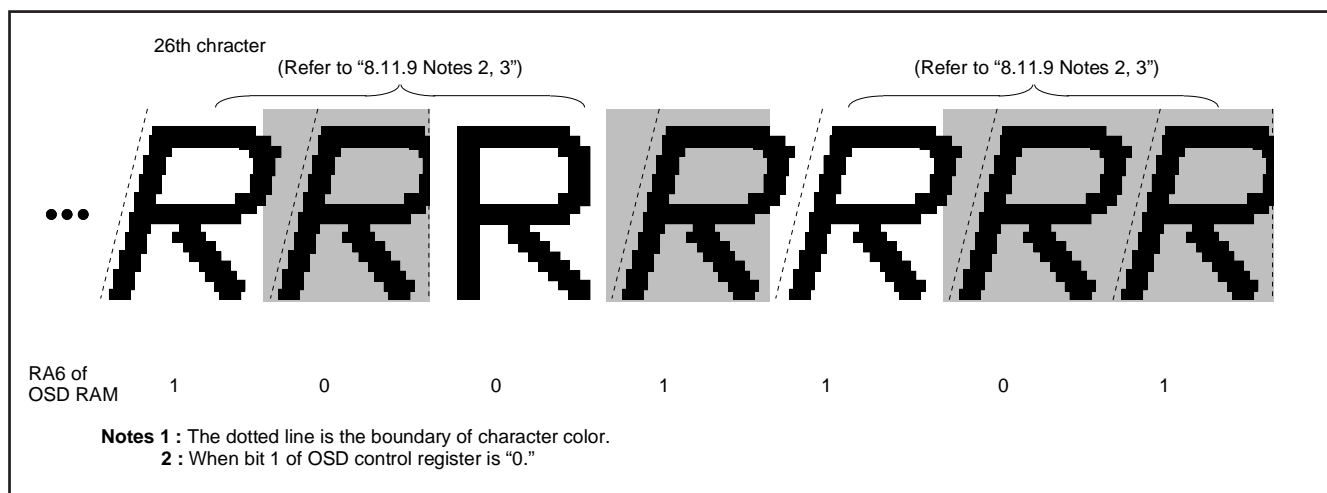 26th chracter
(Refer to “8.11.9 Notes 2, 3”) (Refer to “8.11.9 Notes 2, 3”)
••• R R R R R R R
RA6 of
OSD RAM 1 0 0 1 1 0 1
Notes 1 : The dotted line is the boundary of character color.
2 : When bit 1 of OSD control register is “0.”